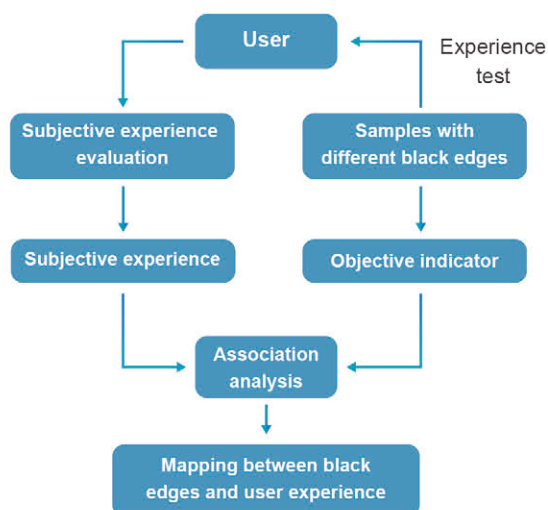 User
Experience
test
Subjective experience
evaluation
Samples with
different black edges
Subjective experience
Objective indicator
Association
analysis
Mapping between black
edges and user experience